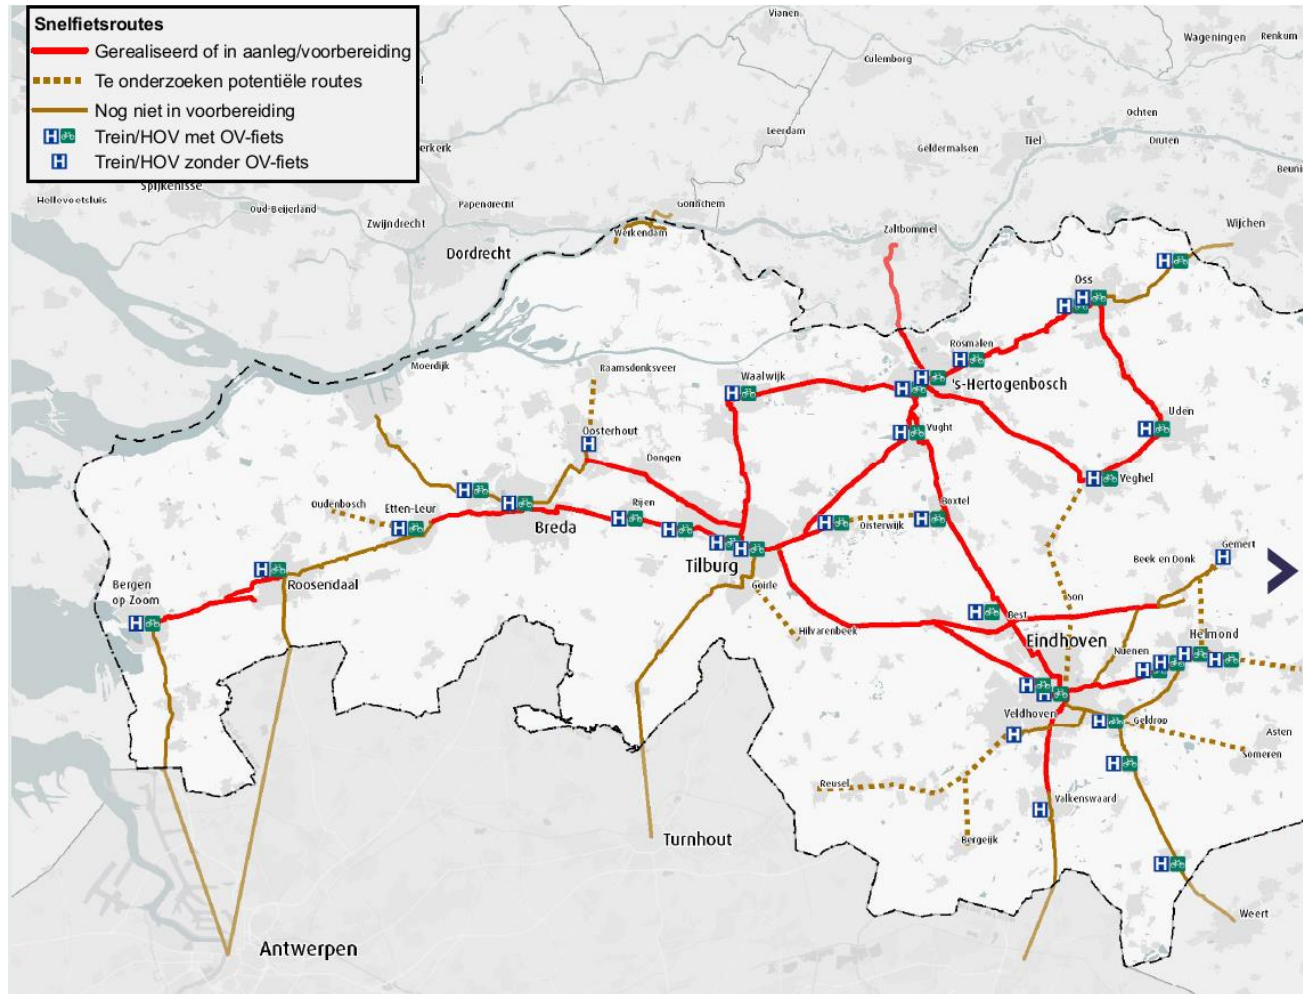 Snelfietsroutes
Gerealiseerd of in aanleg/voorbereiding
Te onderzoeken potentiële routes
Nog niet in voorbereiding
H Trein/HOV met OV-fiets
H Trein/HOV zonder OV-fiets
Vianen
Wageningen
Renkum
Culemborg
Ochten
Leerdam
Tiel
Druten
Geldermalsen
Spijkenisse
Hellevoetsluis
Oud-Beijerland
Zwijndrecht
Papendrecht
Gorinchem
Werkendam
Zaltbommel
Wijchen
Dordrecht
Oss
Moerdijk
Raamsdonksveer
Waalwijk
Rosmalen
's-Hertogenbosch
Uden
Oosterhout
Vught
Dongen
Veghel
Oudenbosch
Etten-Leur
Rijen
Boxtel
Breda
Oisterwijk
Tilburg
Gemert
Beek en Donk
Bergen
op Zoom
Roosendaal
Goirle
Son
Best
Hilvarenbeek
Eindhoven
Helmond
Nuenen
Veldhoven
Geldrop
Asten
Someren
Reusel
Valkenswaard
Turnhout
Bergeijk
Weert
Antwerpen